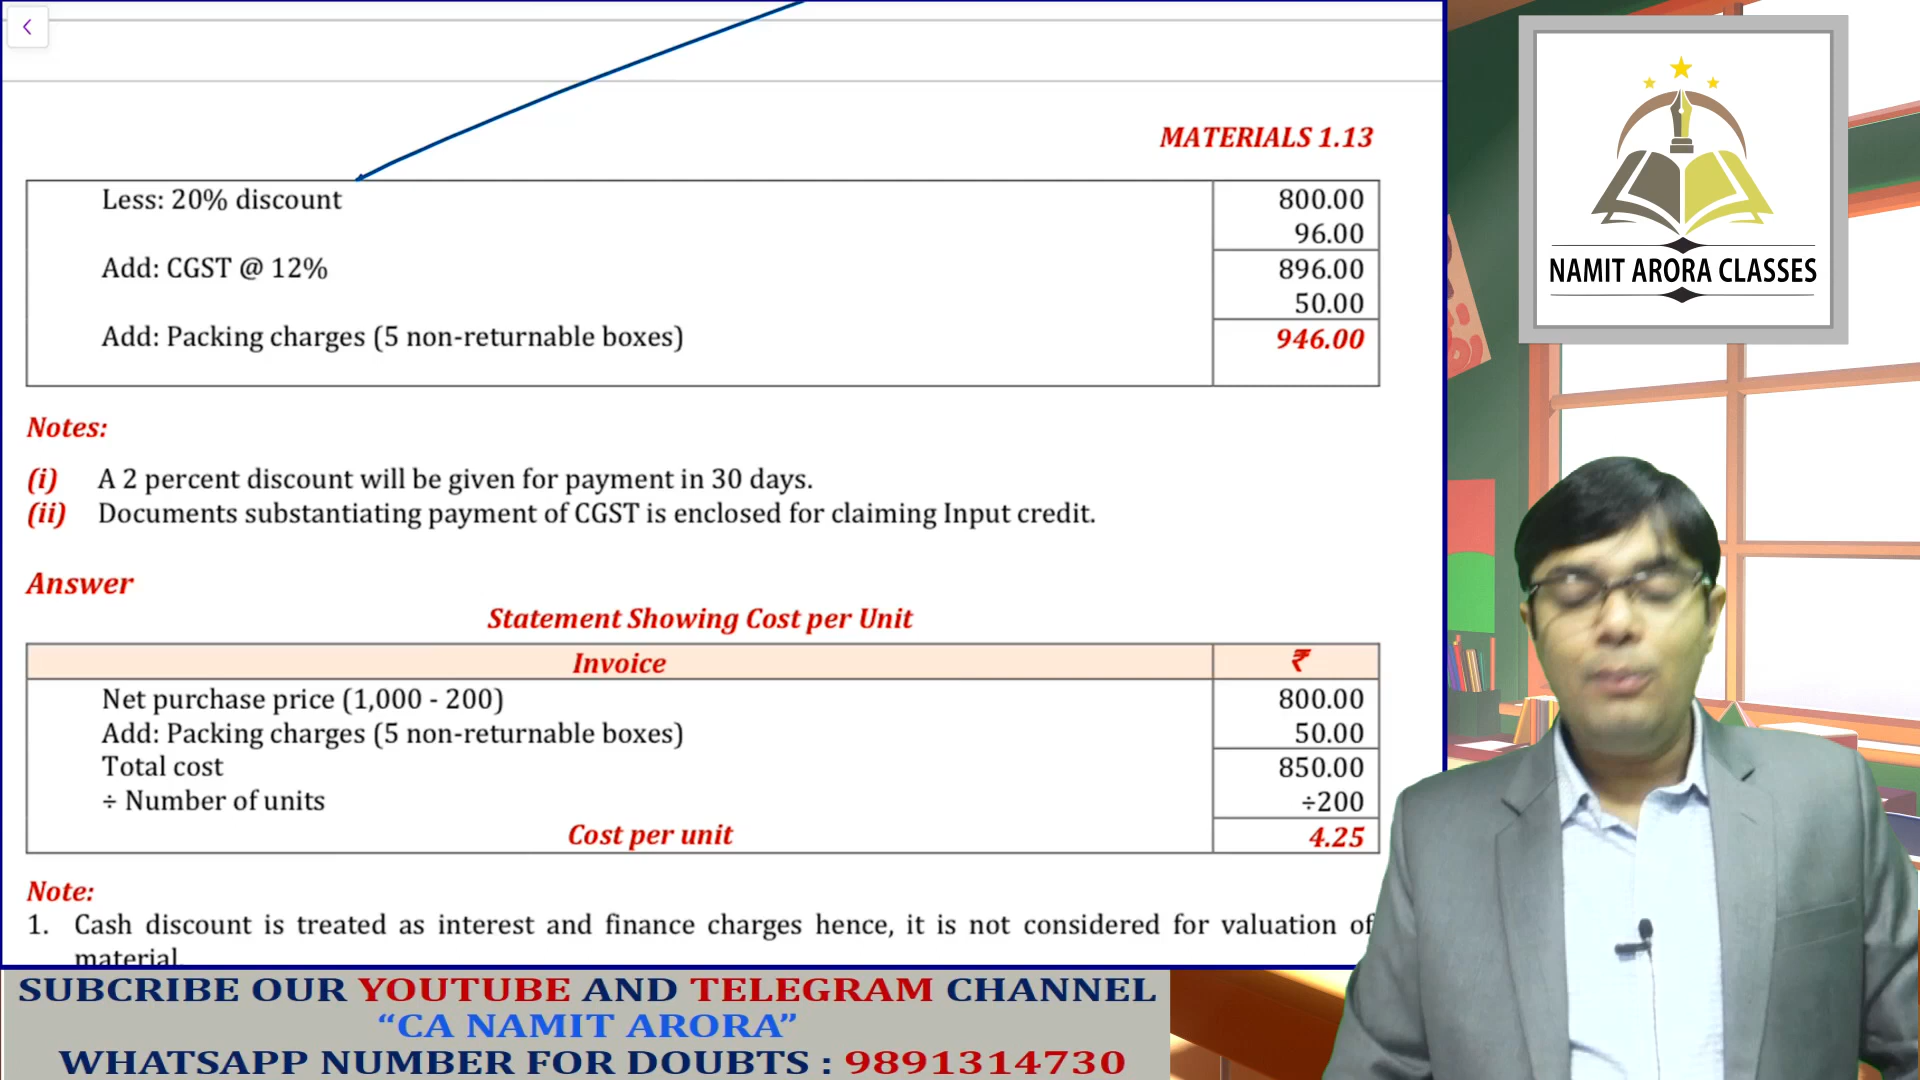 MATERIALS 1.13
Less: 20% discount 800.00
96.00
Add: CGST @ 12% 896.00
50.00
Add: Packing charges (5 non-returnable boxes) 946.00
Notes:
(i) A 2 percent discount will be given for payment in 30 days.
(ii) Documents substantiating payment of CGST is enclosed for claiming Input credit.
Answer
Statement Showing Cost per Unit
Invoice ₹
Net purchase price (1,000 - 200) 800.00
Add: Packing charges (5 non-returnable boxes) 50.00
Total cost 850.00
÷ Number of units ÷200
Cost per unit 4.25
Note:
1. Cash discount is treated as interest and finance charges hence, it is not considered for valuation of
material.
NAMIT ARORA CLASSES
SUBCRIBE OUR YOUTUBE AND TELEGRAM CHANNEL
“CA NAMIT ARORA”
WHATSAPP NUMBER FOR DOUBTS : 9891314730